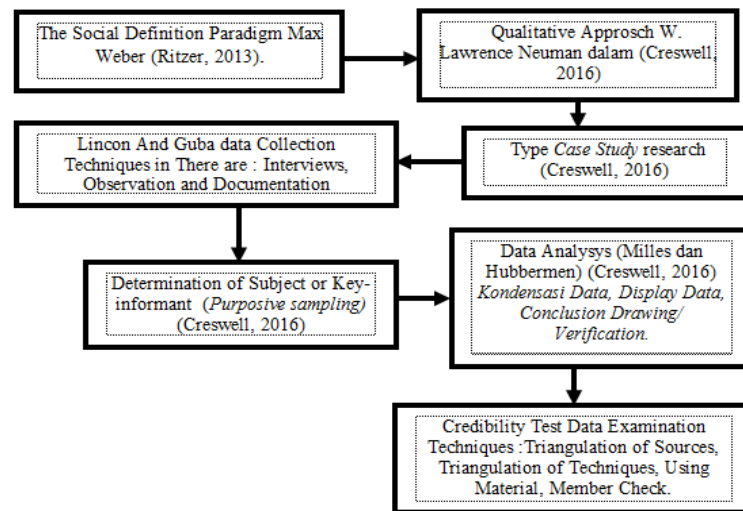 The Social Definition Paradigm Max
Weber (Ritzer, 2013).
Qualitative Approsch W.
Lawrence Neuman dalam (Creswell,
2016)
Type Case Study research
(Creswell, 2016)
Lincon And Guba data Collection
Techniques in There are : Interviews,
Observation and Documentation
Determination of Subject or Key-
informant (Purposive sampling)
(Creswell, 2016)
Data Analysys (Milles dan
Hubbermen) (Creswell, 2016)
Kondensasi Data, Display Data,
Conclusion Drawing/
Verification.
Credibility Test Data Examination
Techniques :Triangulation of Sources,
Triangulation of Techniques, Using
Material, Member Check.